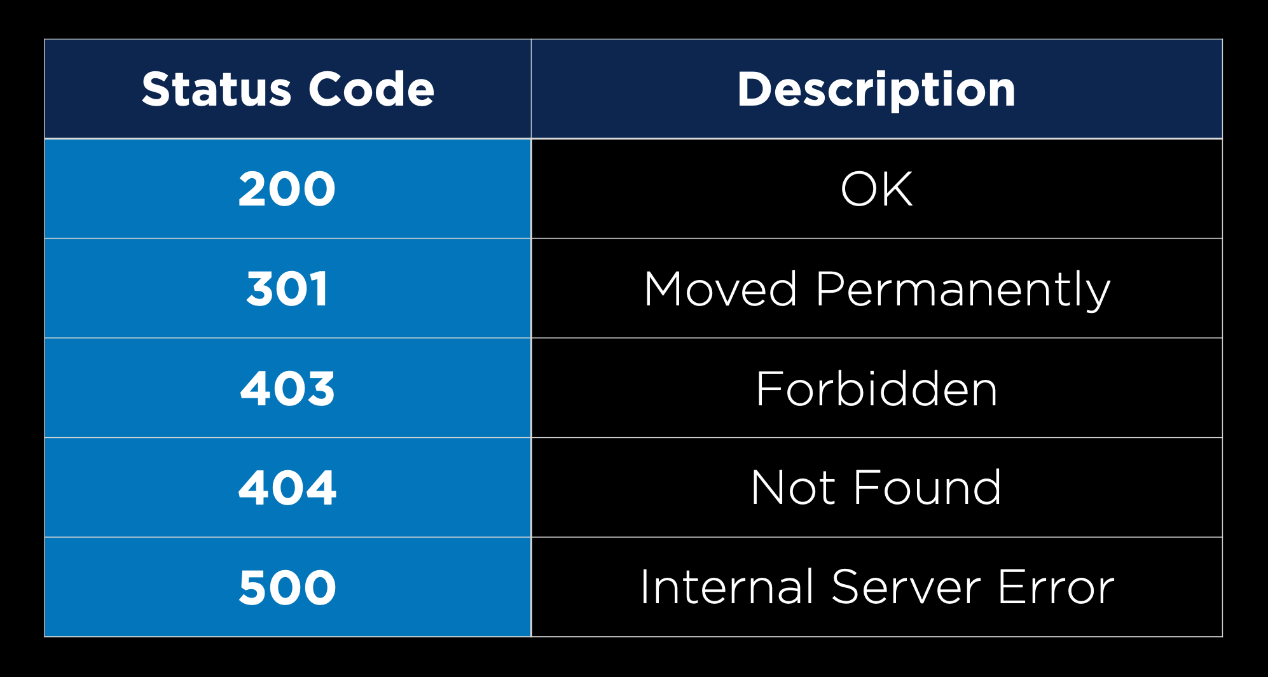 Status Code Description
200 OK
301 Moved Permanently
403 Forbidden
404 Not Found
500 Internal Server Error